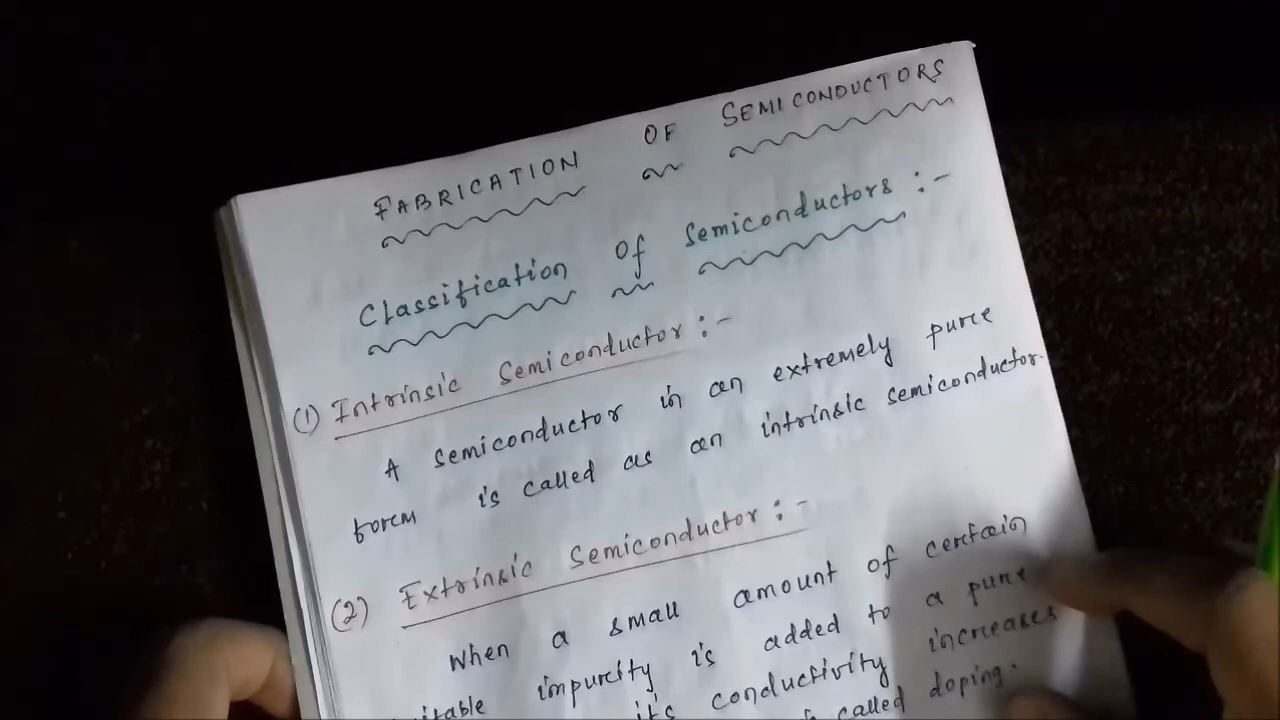 FABRICATION OF SEMICONDUCTORS
Classification of Semiconductors :-
(1) Intrinsic Semiconductor :-
A semiconductor in an extremely pure
form is called as an intrinsic semiconductor.
(2) Extrinsic Semiconductor :-
When a small amount of certain
impurity is added to a pure
its conductivity increases
called doping.